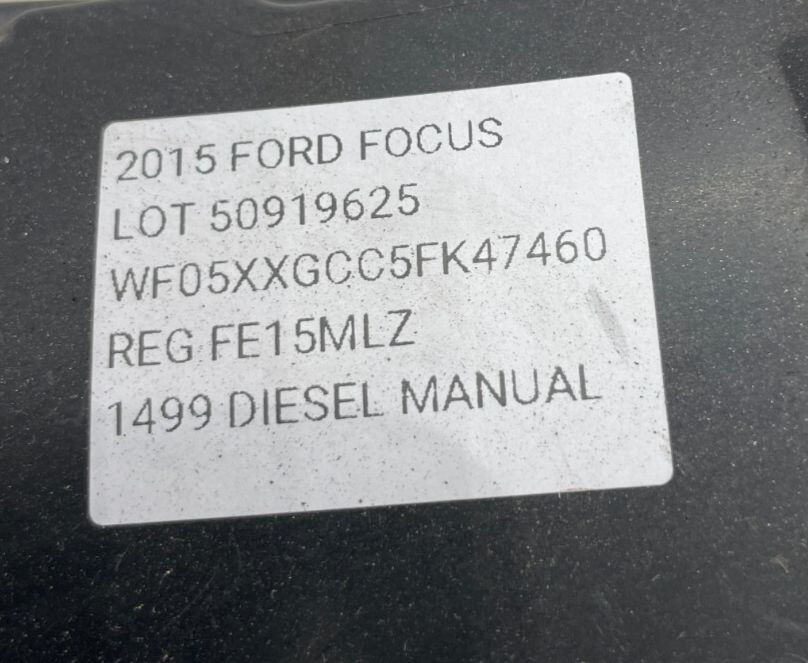 2015 FORD FOCUS
LOT 50919625
WF05XXGCC5FK47460
REG FE15MLZ
1499 DIESEL MANUAL